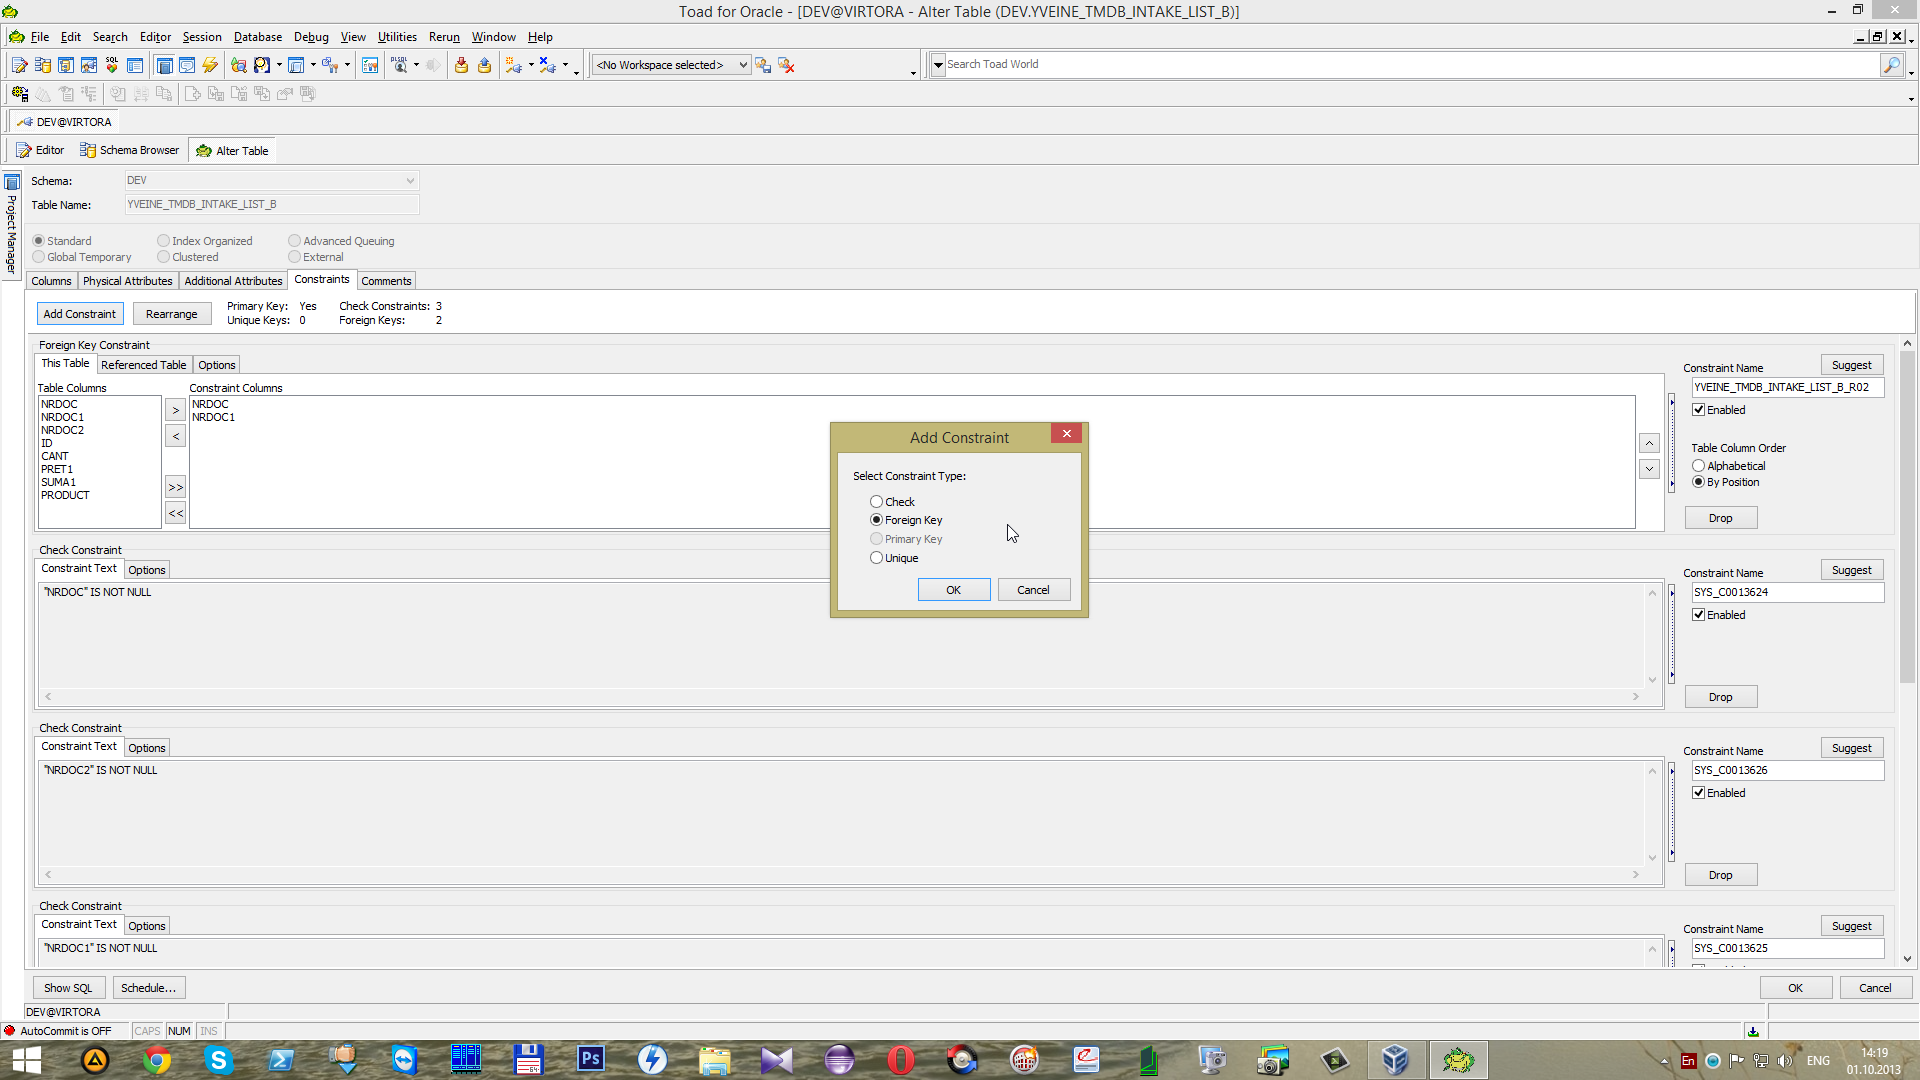 Toad for Oracle - [DEV@VIRTORA - Alter Table (DEV.YVEINE_TMDB_INTAKE_LIST_B)]
File Edit Search Editor Session Database Debug View Utilities Rerun Window Help
<No Workspace selected> Search Toad World
DEV@VIRTORA
Editor Schema Browser Alter Table
Project Manager
Schema: DEV
Table Name: YVEINE_TMDB_INTAKE_LIST_B
Standard Index Organized Advanced Queuing
Global Temporary Clustered External
Columns Physical Attributes Additional Attributes Constraints Comments
Add Constraint Rearrange
Primary Key: Yes Check Constraints: 3
Unique Keys: 0 Foreign Keys: 2
Foreign Key Constraint
This Table Referenced Table Options
Table Columns Constraint Columns
NRDOC
NRDOC1
NRDOC2
ID
CANT
PRET1
SUMA1
PRODUCT
>
<
>>
<<
NRDOC
NRDOC1
Constraint Name Suggest
YVEINE_TMDB_INTAKE_LIST_B_R02
Enabled
Table Column Order
Alphabetical
By Position
Drop
Add Constraint
Select Constraint Type:
Check
Foreign Key
Primary Key
Unique
OK Cancel
Check Constraint
Constraint Text Options
"NRDOC" IS NOT NULL
Constraint Name Suggest
SYS_C0013624
Enabled
Drop
Check Constraint
Constraint Text Options
"NRDOC2" IS NOT NULL
Constraint Name Suggest
SYS_C0013626
Enabled
Drop
Check Constraint
Constraint Text Options
"NRDOC1" IS NOT NULL
Constraint Name Suggest
SYS_C0013625
Show SQL Schedule... OK Cancel
DEV@VIRTORA
AutoCommit is OFF CAPS NUM INS
Ps
En ENG 14:19
01.10.2013